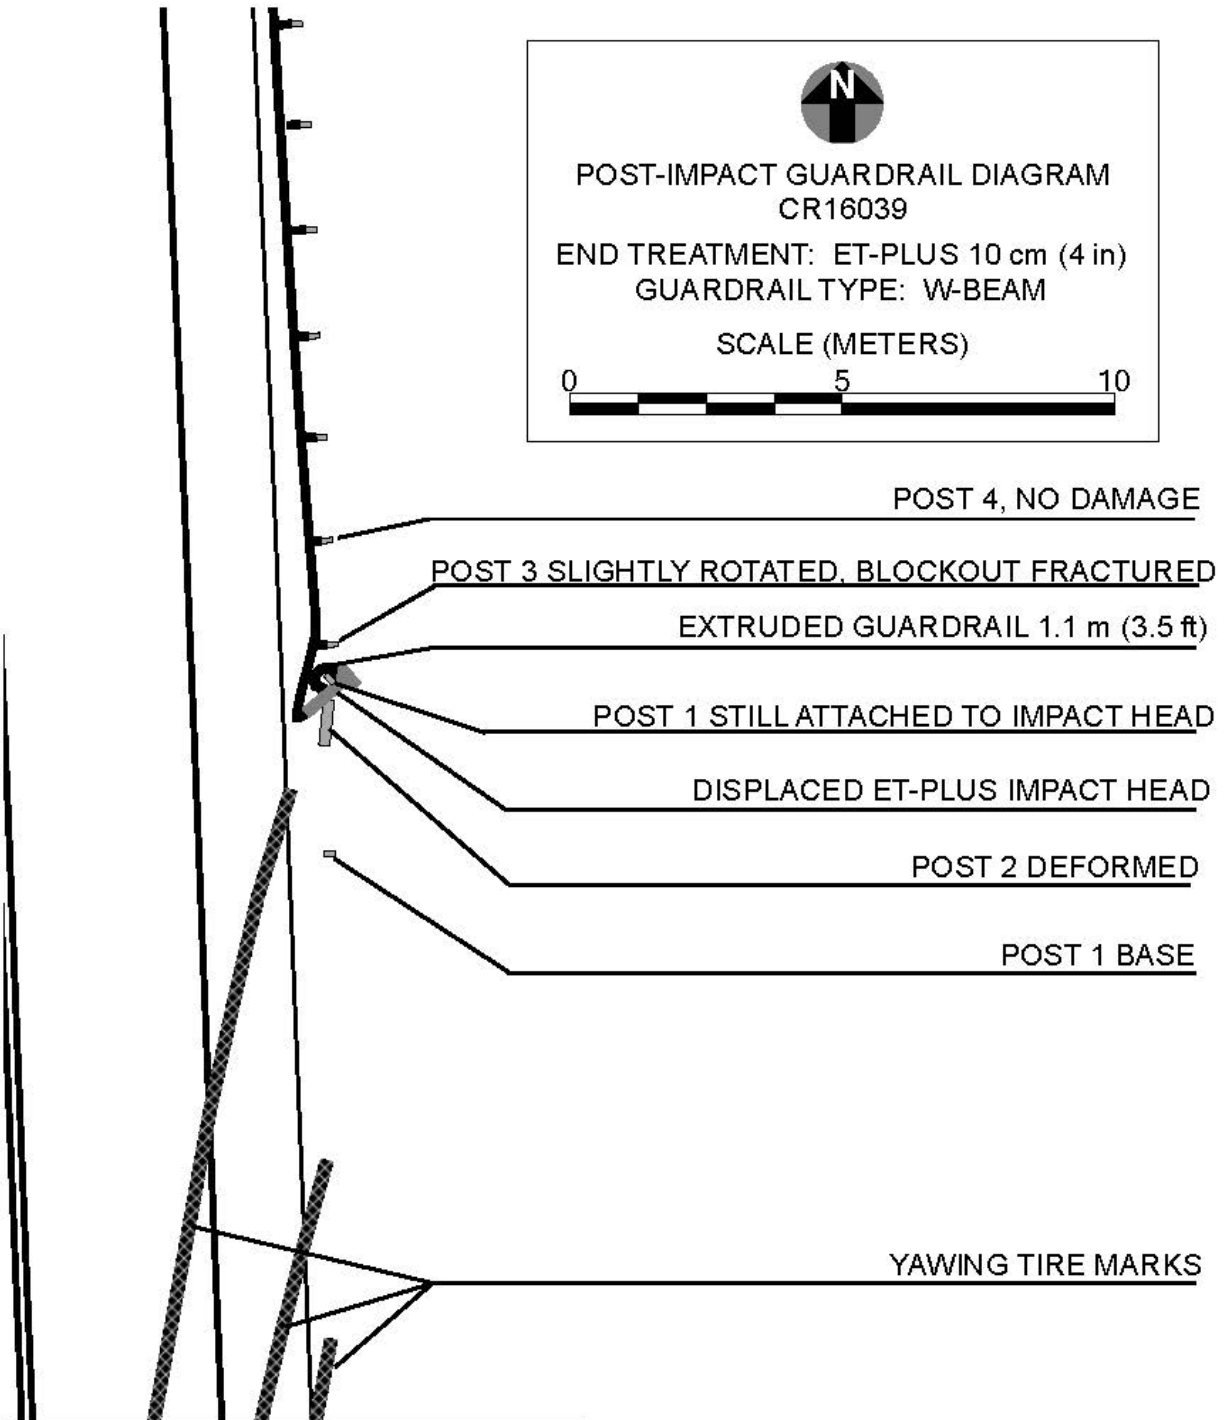 N
POST-IMPACT GUARDRAIL DIAGRAM
CR16039
END TREATMENT: ET-PLUS 10 cm (4 in)
GUARDRAIL TYPE: W-BEAM
SCALE (METERS)
0 5 10
POST 4, NO DAMAGE
POST 3 SLIGHTLY ROTATED, BLOCKOUT FRACTURED
EXTRUDED GUARDRAIL 1.1 m (3.5 ft)
POST 1 STILL ATTACHED TO IMPACT HEAD
DISPLACED ET-PLUS IMPACT HEAD
POST 2 DEFORMED
POST 1 BASE
YAWING TIRE MARKS